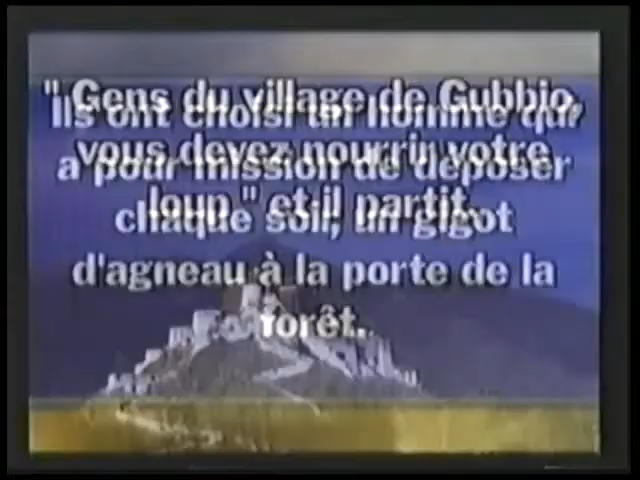 " Gens du village de Gubbio,
vous devez nourrir votre
loup " et il partit.
Ils ont choisi un homme qui
a pour mission de déposer
chaque soir, un gigot
d'agneau à la porte de la
forêt.